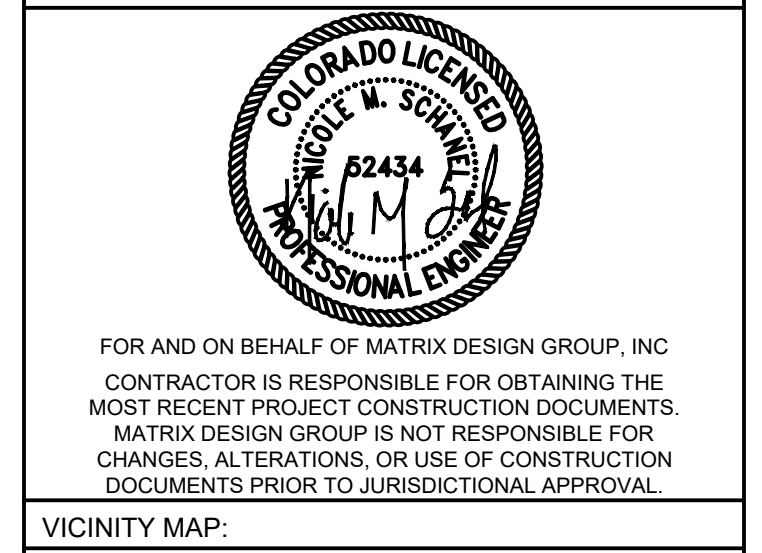 COLORADO LICENSED
NICOLE M. SCHANEL
52434
PROFESSIONAL ENGINEER
FOR AND ON BEHALF OF MATRIX DESIGN GROUP, INC
CONTRACTOR IS RESPONSIBLE FOR OBTAINING THE
MOST RECENT PROJECT CONSTRUCTION DOCUMENTS.
MATRIX DESIGN GROUP IS NOT RESPONSIBLE FOR
CHANGES, ALTERATIONS, OR USE OF CONSTRUCTION
DOCUMENTS PRIOR TO JURISDICTIONAL APPROVAL.
VICINITY MAP: